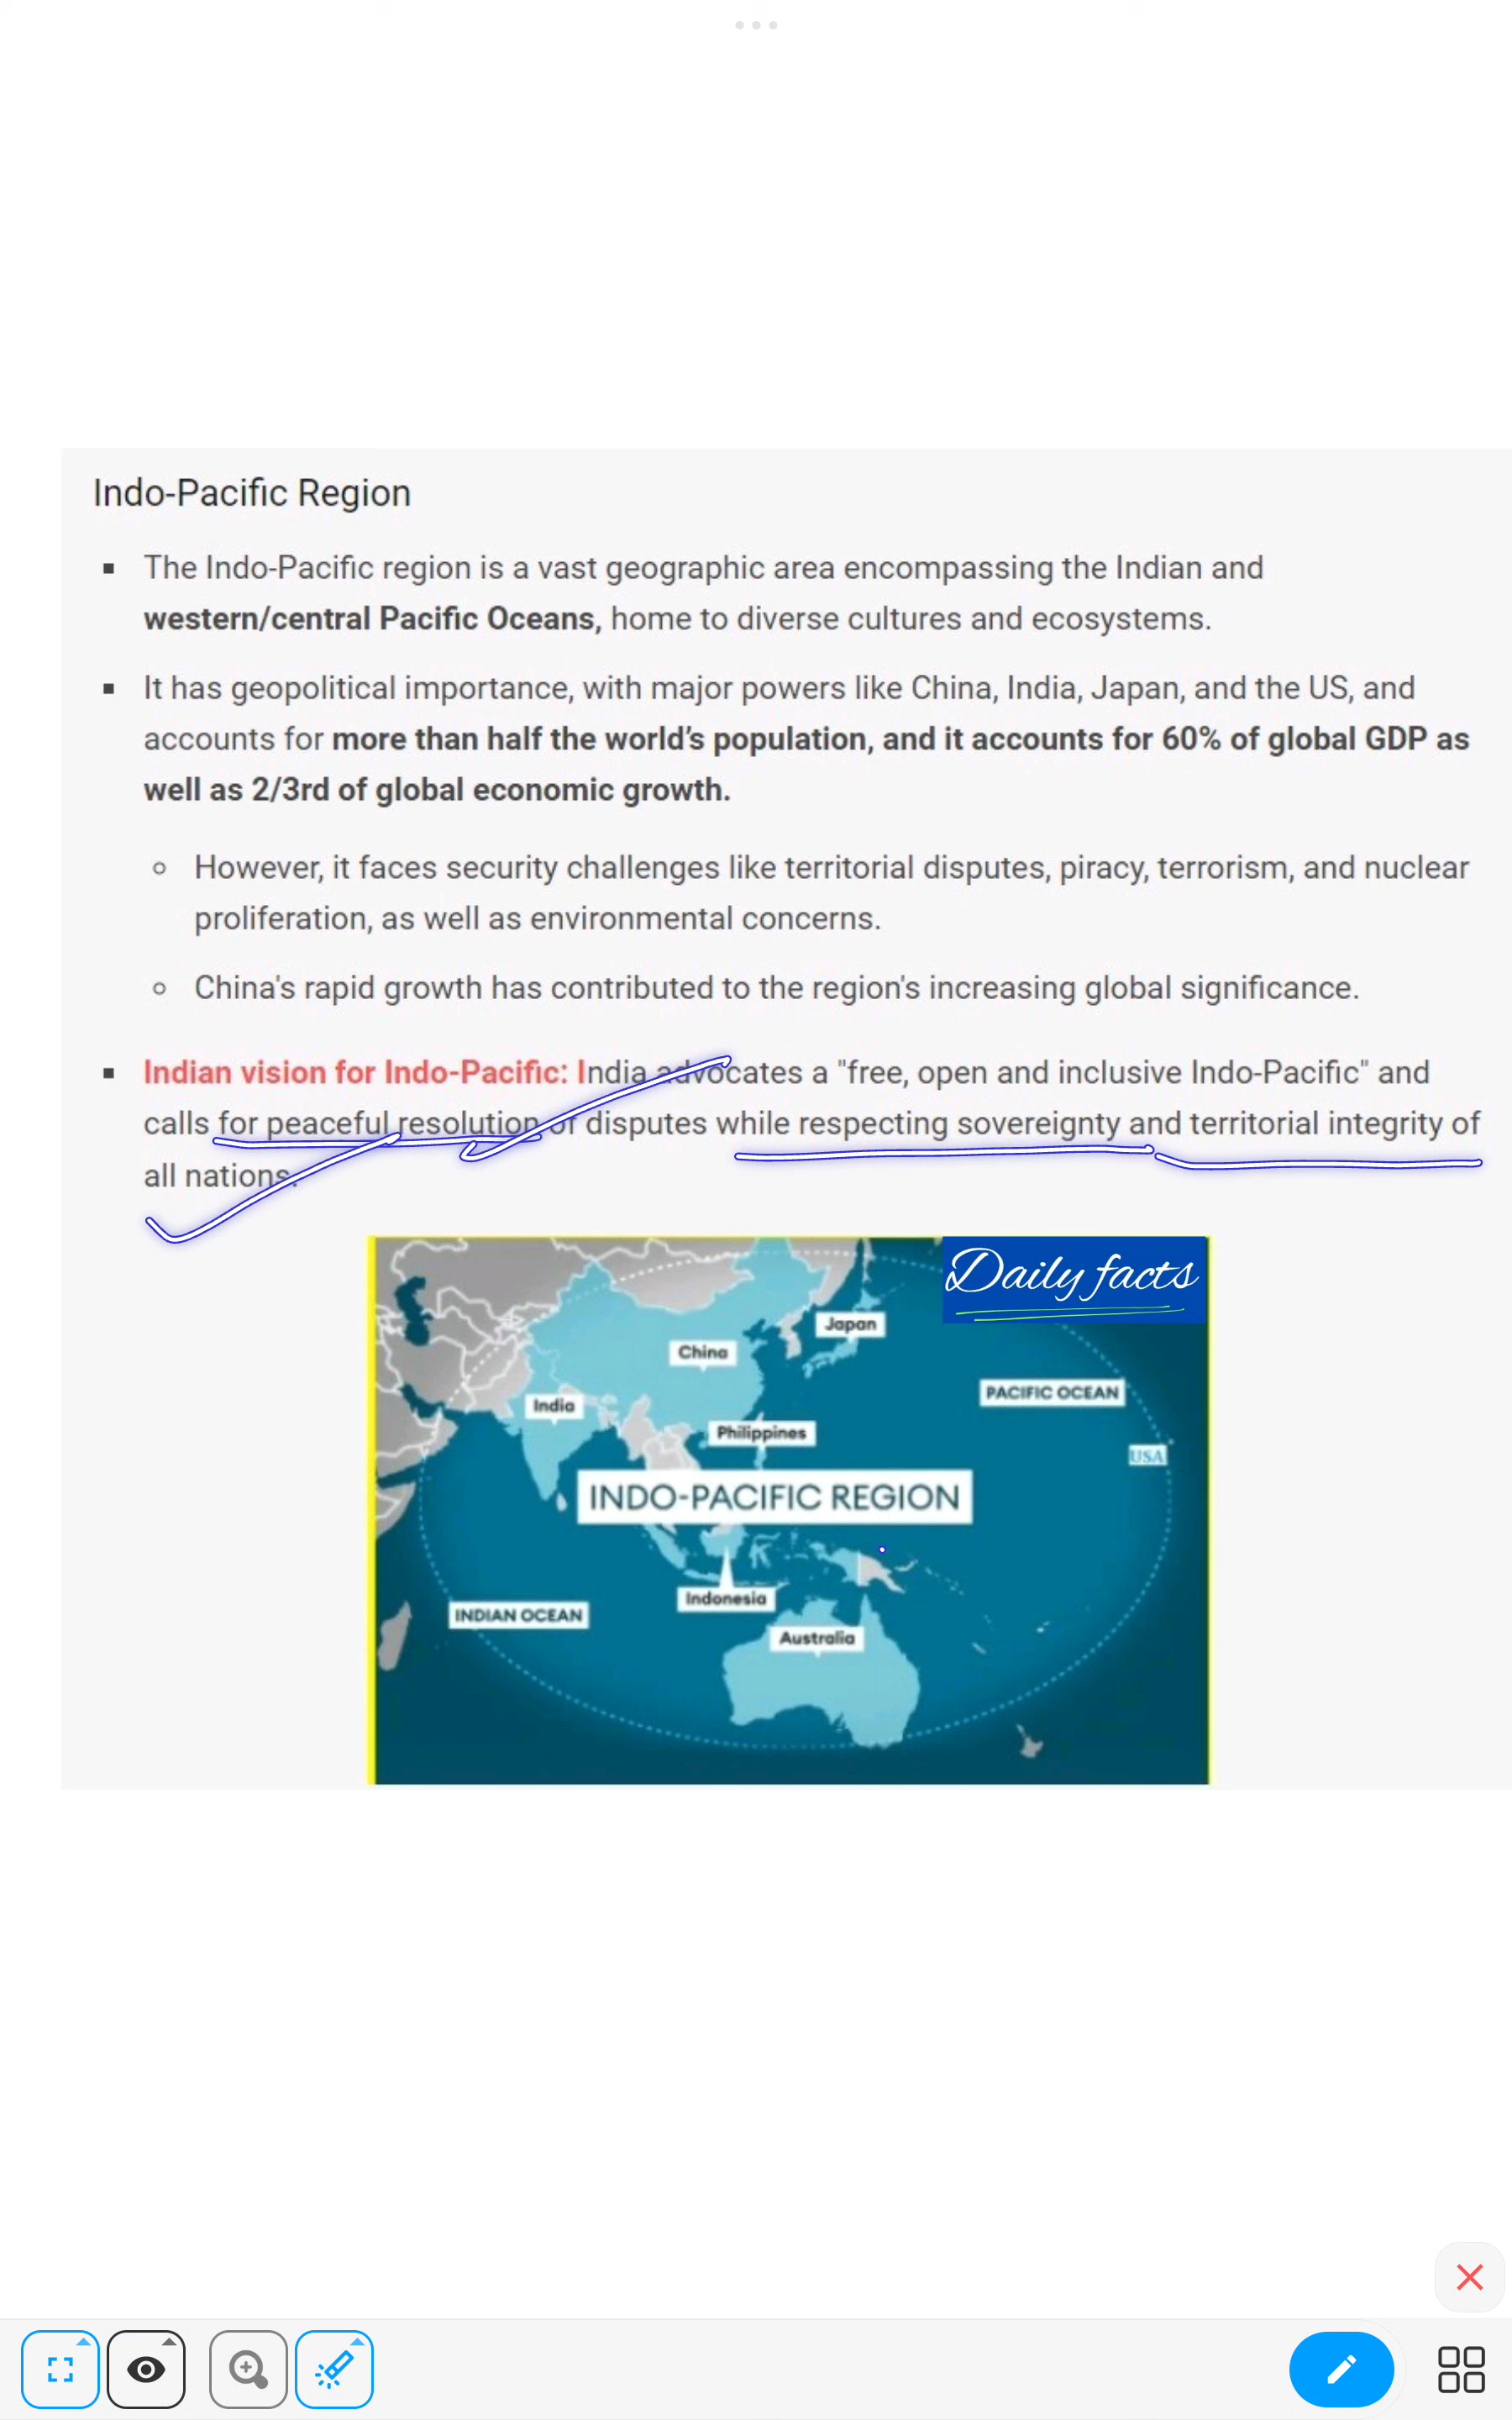 Indo-Pacific Region
▪ The Indo-Pacific region is a vast geographic area encompassing the Indian and
western/central Pacific Oceans, home to diverse cultures and ecosystems.
▪ It has geopolitical importance, with major powers like China, India, Japan, and the US, and
accounts for more than half the world's population, and it accounts for 60% of global GDP as
well as 2/3rd of global economic growth.
○ However, it faces security challenges like territorial disputes, piracy, terrorism, and nuclear
proliferation, as well as environmental concerns.
○ China's rapid growth has contributed to the region's increasing global significance.
▪ Indian vision for Indo-Pacific: India advocates a "free, open and inclusive Indo-Pacific" and
calls for peaceful resolution of disputes while respecting sovereignty and territorial integrity of
all nations.
Daily facts
Japan
China
PACIFIC OCEAN
India
Philippines
USA
INDO-PACIFIC REGION
Indonesia
INDIAN OCEAN
Australia